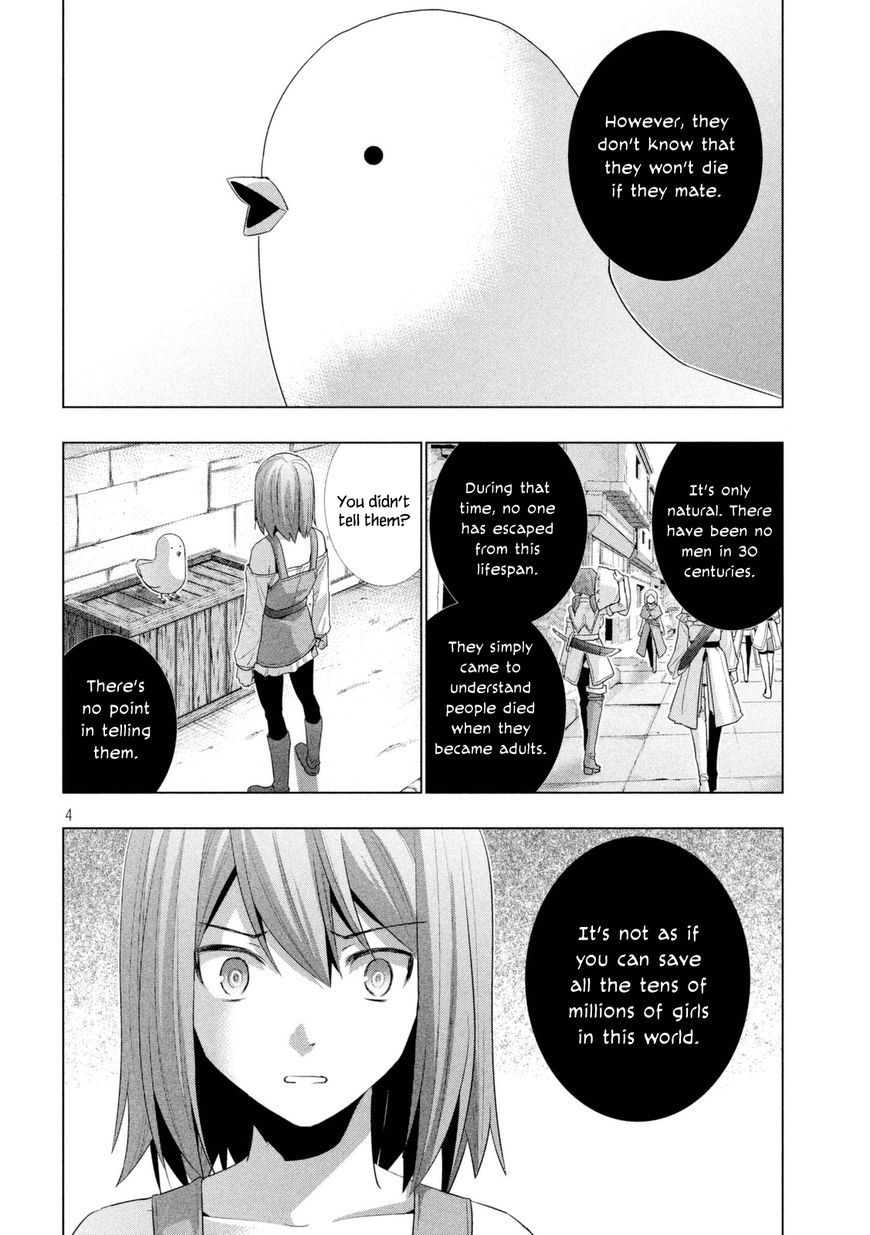 However, they
don't know that
they won't die
if they mate.
It's only
natural. There
have been no
men in 30
centuries.
During that
time, no one
has escaped
from this
lifespan.
They simply
came to
understand
people died
when they
became adults.
You didn't
tell them?
There's
no point
in telling
them.
4
It's not as if
you can save
all the tens of
millions of girls
in this world.